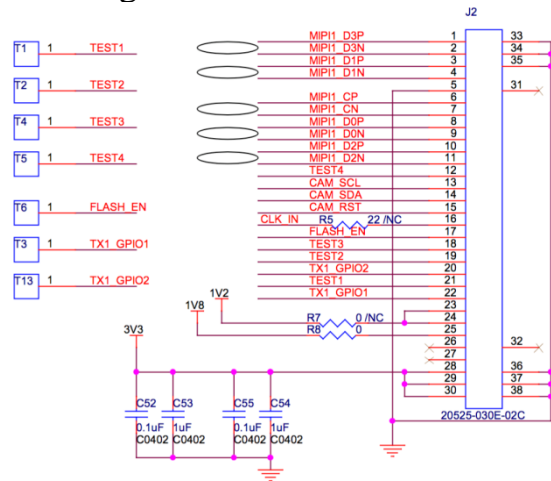 J2
T1 1 TEST1
T2 1 TEST2
T4 1 TEST3
T5 1 TEST4
T6 1 FLASH_EN
T3 1 TX1_GPIO1
T13 1 TX1_GPIO2
MIPI1_D3P 1 33
MIPI1_D3N 2 34
MIPI1_D1P 3 35
MIPI1_D1N 4
5 31
MIPI1_CP 6
MIPI1_CN 7
MIPI1_D0P 8
MIPI1_D0N 9
MIPI1_D2P 10
MIPI1_D2N 11
TEST4 12
CAM_SCL 13
CAM_SDA 14
CAM_RST 15
CLK_IN R5 22 /NC 16
FLASH_EN 17
TEST3 18
TEST2 19
TX1_GPIO2 20
TEST1 21
TX1_GPIO1 22
23
1V8 1V2 R7 0 /NC 24
R8 0 25
3V3 26 32
27
28 36
29 37
30 38
20525-030E-02C
C52 C53 C55 C54
0.1uF 1uF 0.1uF 1uF
C0402 C0402 C0402 C0402